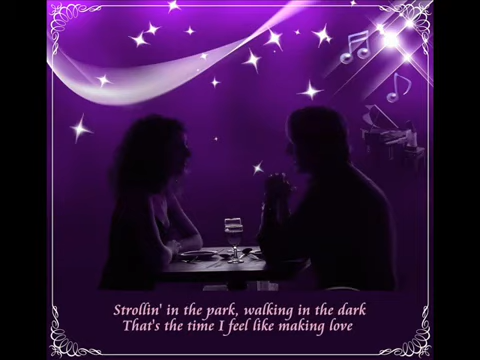 Strollin' in the park, walking in the dark
That's the time I feel like making love